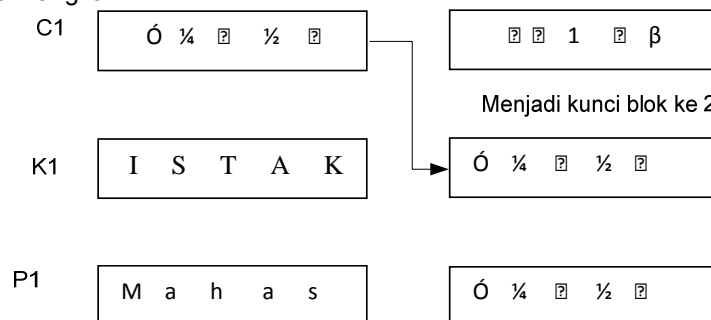 C1 Ó ¼ ⍰ ½ ⍰ ⍰ ⍰ 1 ⍰ β
Menjadi kunci blok ke 2
K1 I S T A K Ó ¼ ⍰ ½ ⍰
P1 M a h a s Ó ¼ ⍰ ½ ⍰